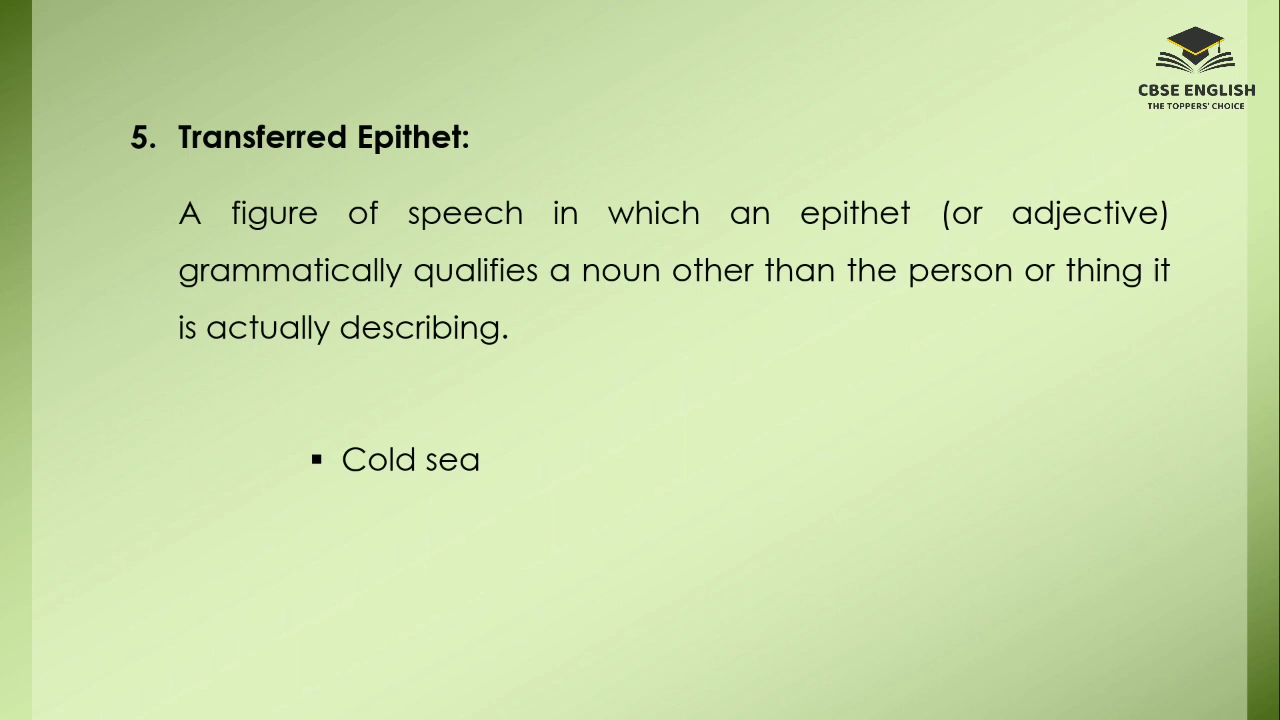 CBSE ENGLISH
THE TOPPERS' CHOICE
5. Transferred Epithet:
A figure of speech in which an epithet (or adjective)
grammatically qualifies a noun other than the person or thing it
is actually describing.
▪ Cold sea